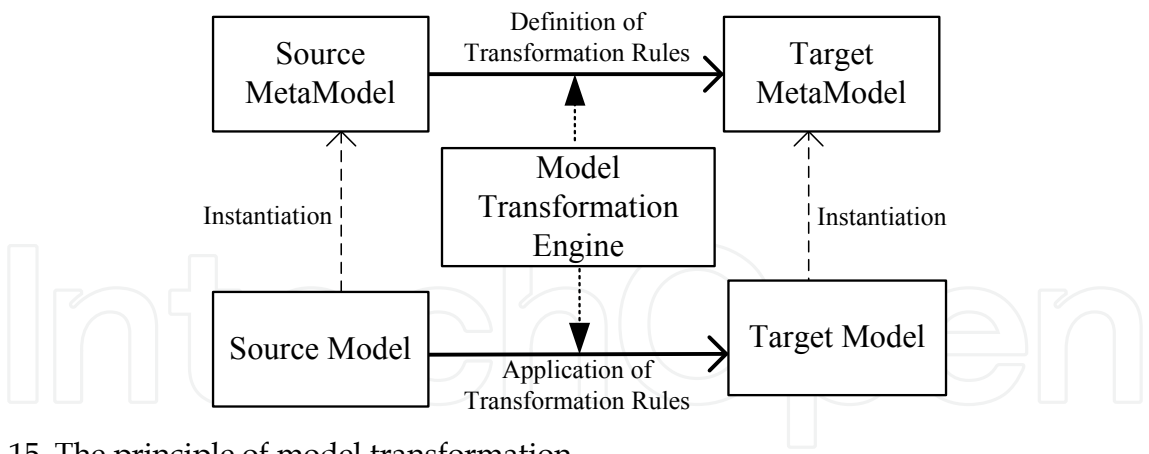 Definition of
Transformation Rules
Source
MetaModel
Target
MetaModel
Model
Transformation
Engine
Instantiation
Instantiation
Source Model
Target Model
Application of
Transformation Rules
IntechOpen
15. The principle of model transformation